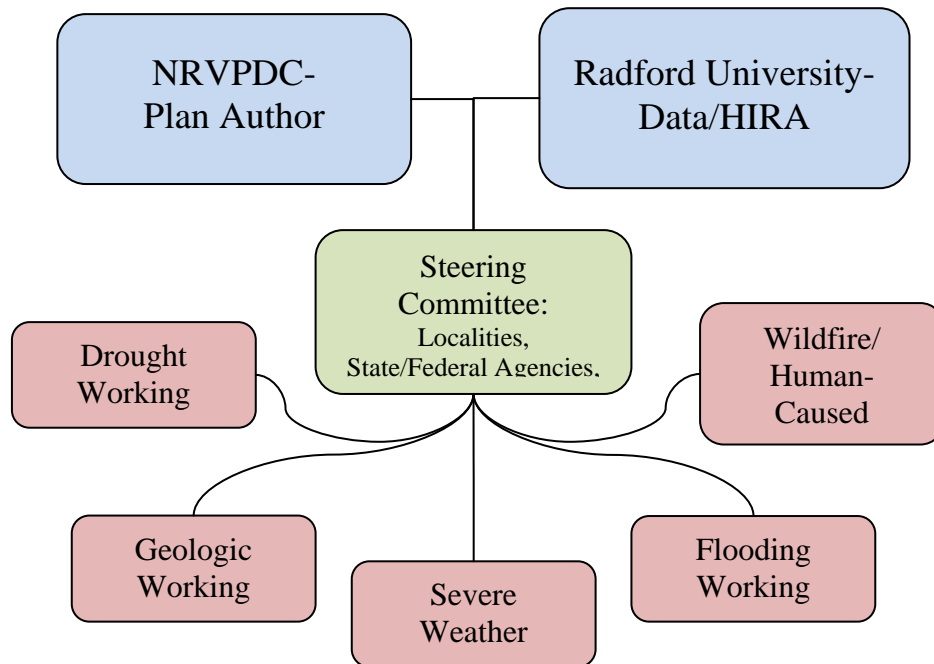 NRVPDC-
Plan Author
Radford University-
Data/HIRA
Steering
Committee:
Localities,
State/Federal Agencies,
Drought
Working
Wildfire/
Human-
Caused
Geologic
Working
Severe
Weather
Flooding
Working